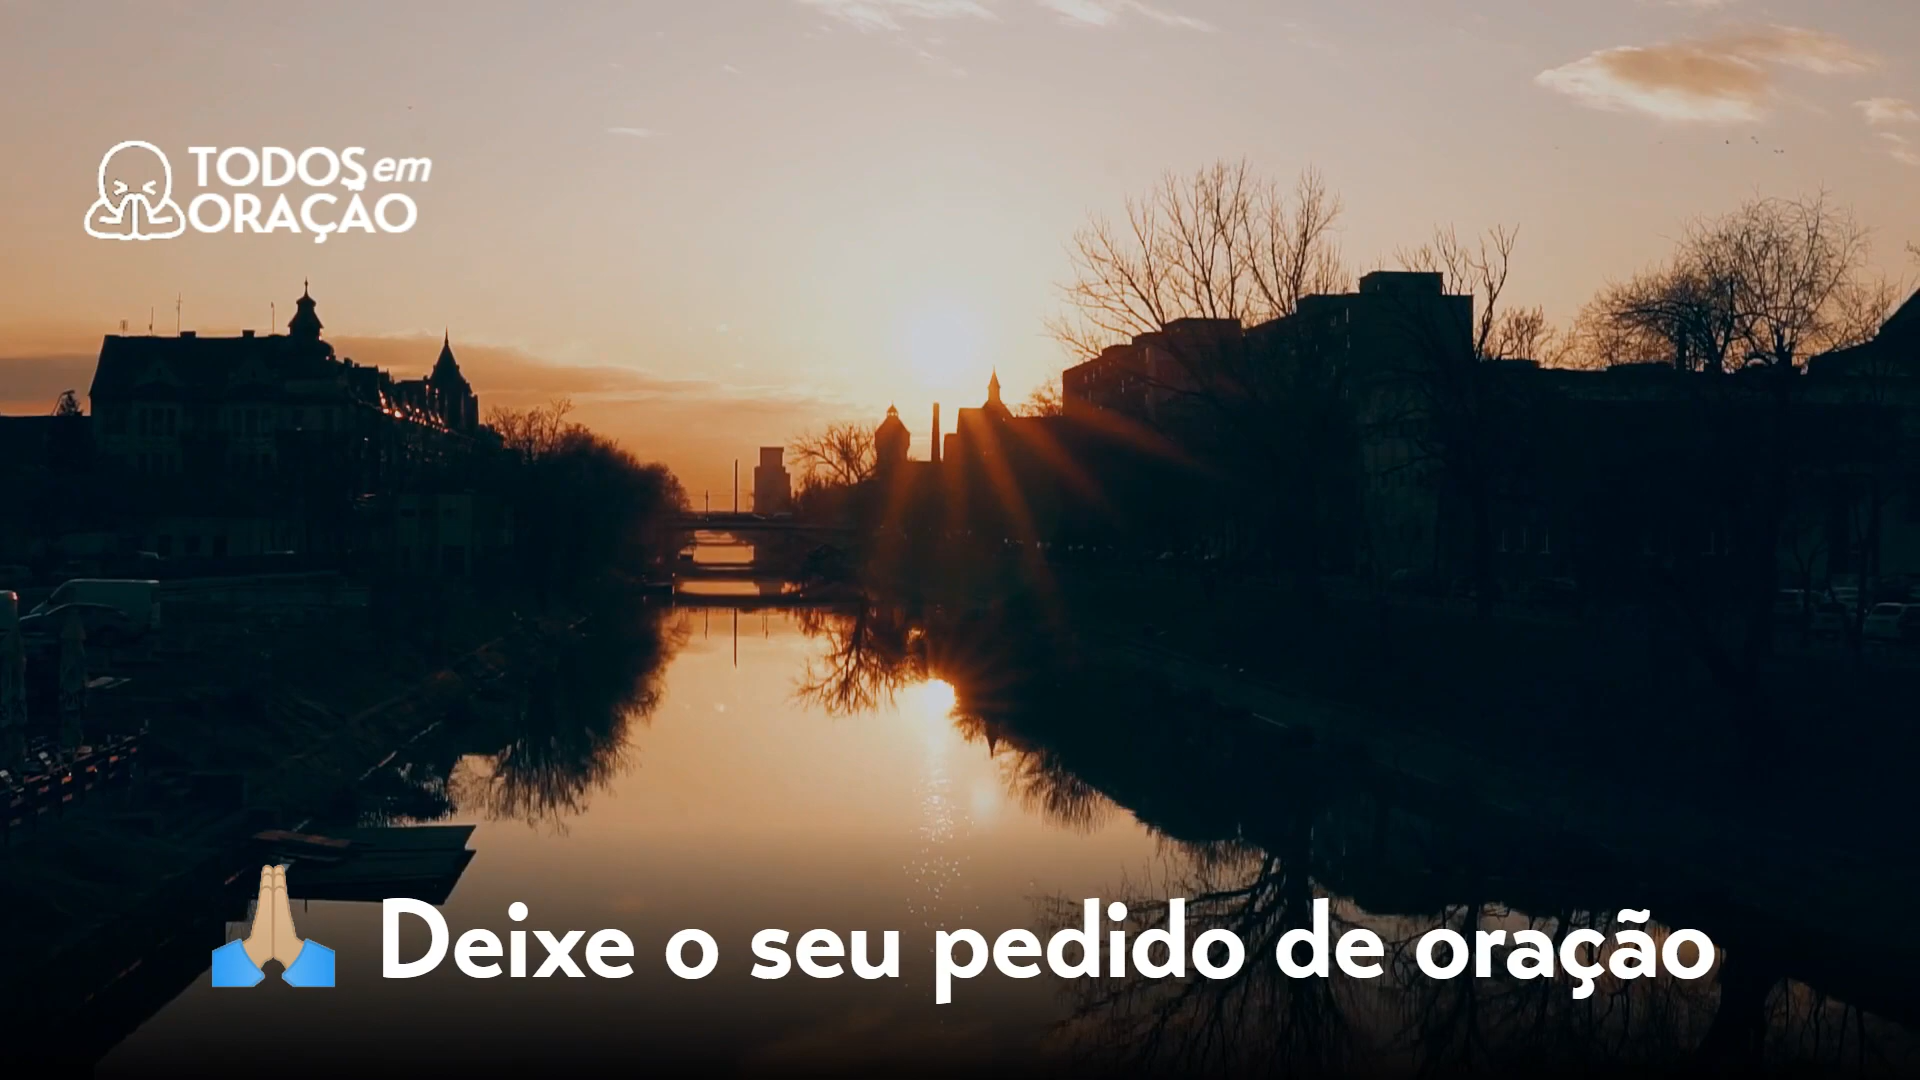 TODOS em
ORAÇÃO
🙏🏼 Deixe o seu pedido de oração